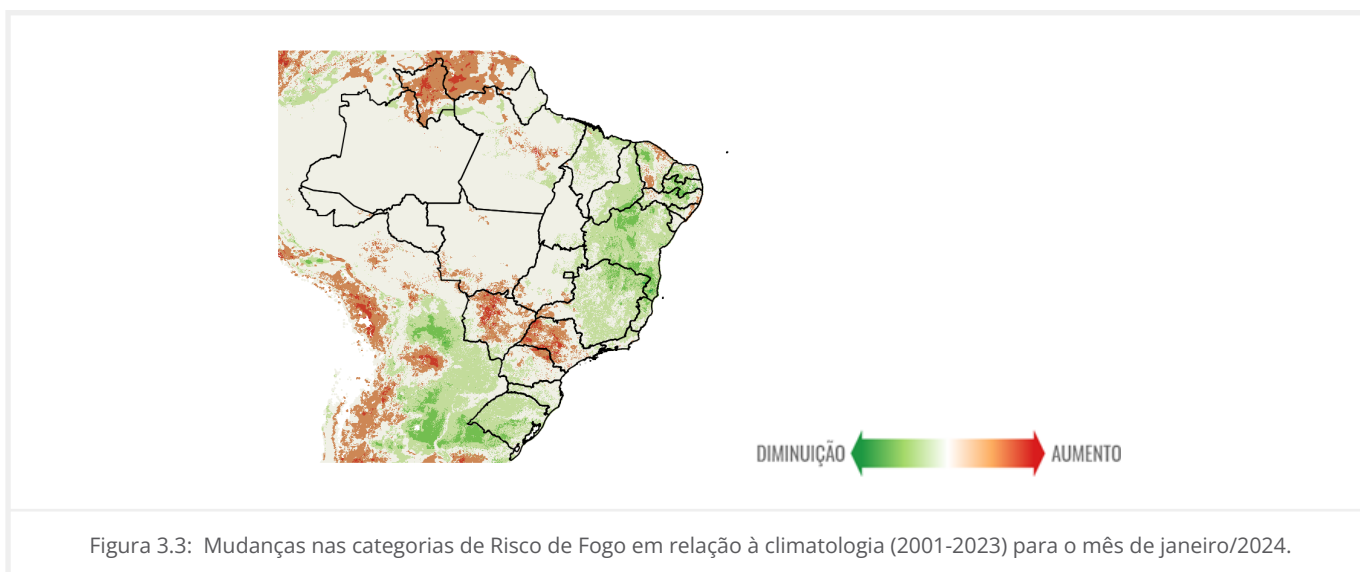 DIMINUIÇÃO AUMENTO
Figura 3.3: Mudanças nas categorias de Risco de Fogo em relação à climatologia (2001-2023) para o mês de janeiro/2024.